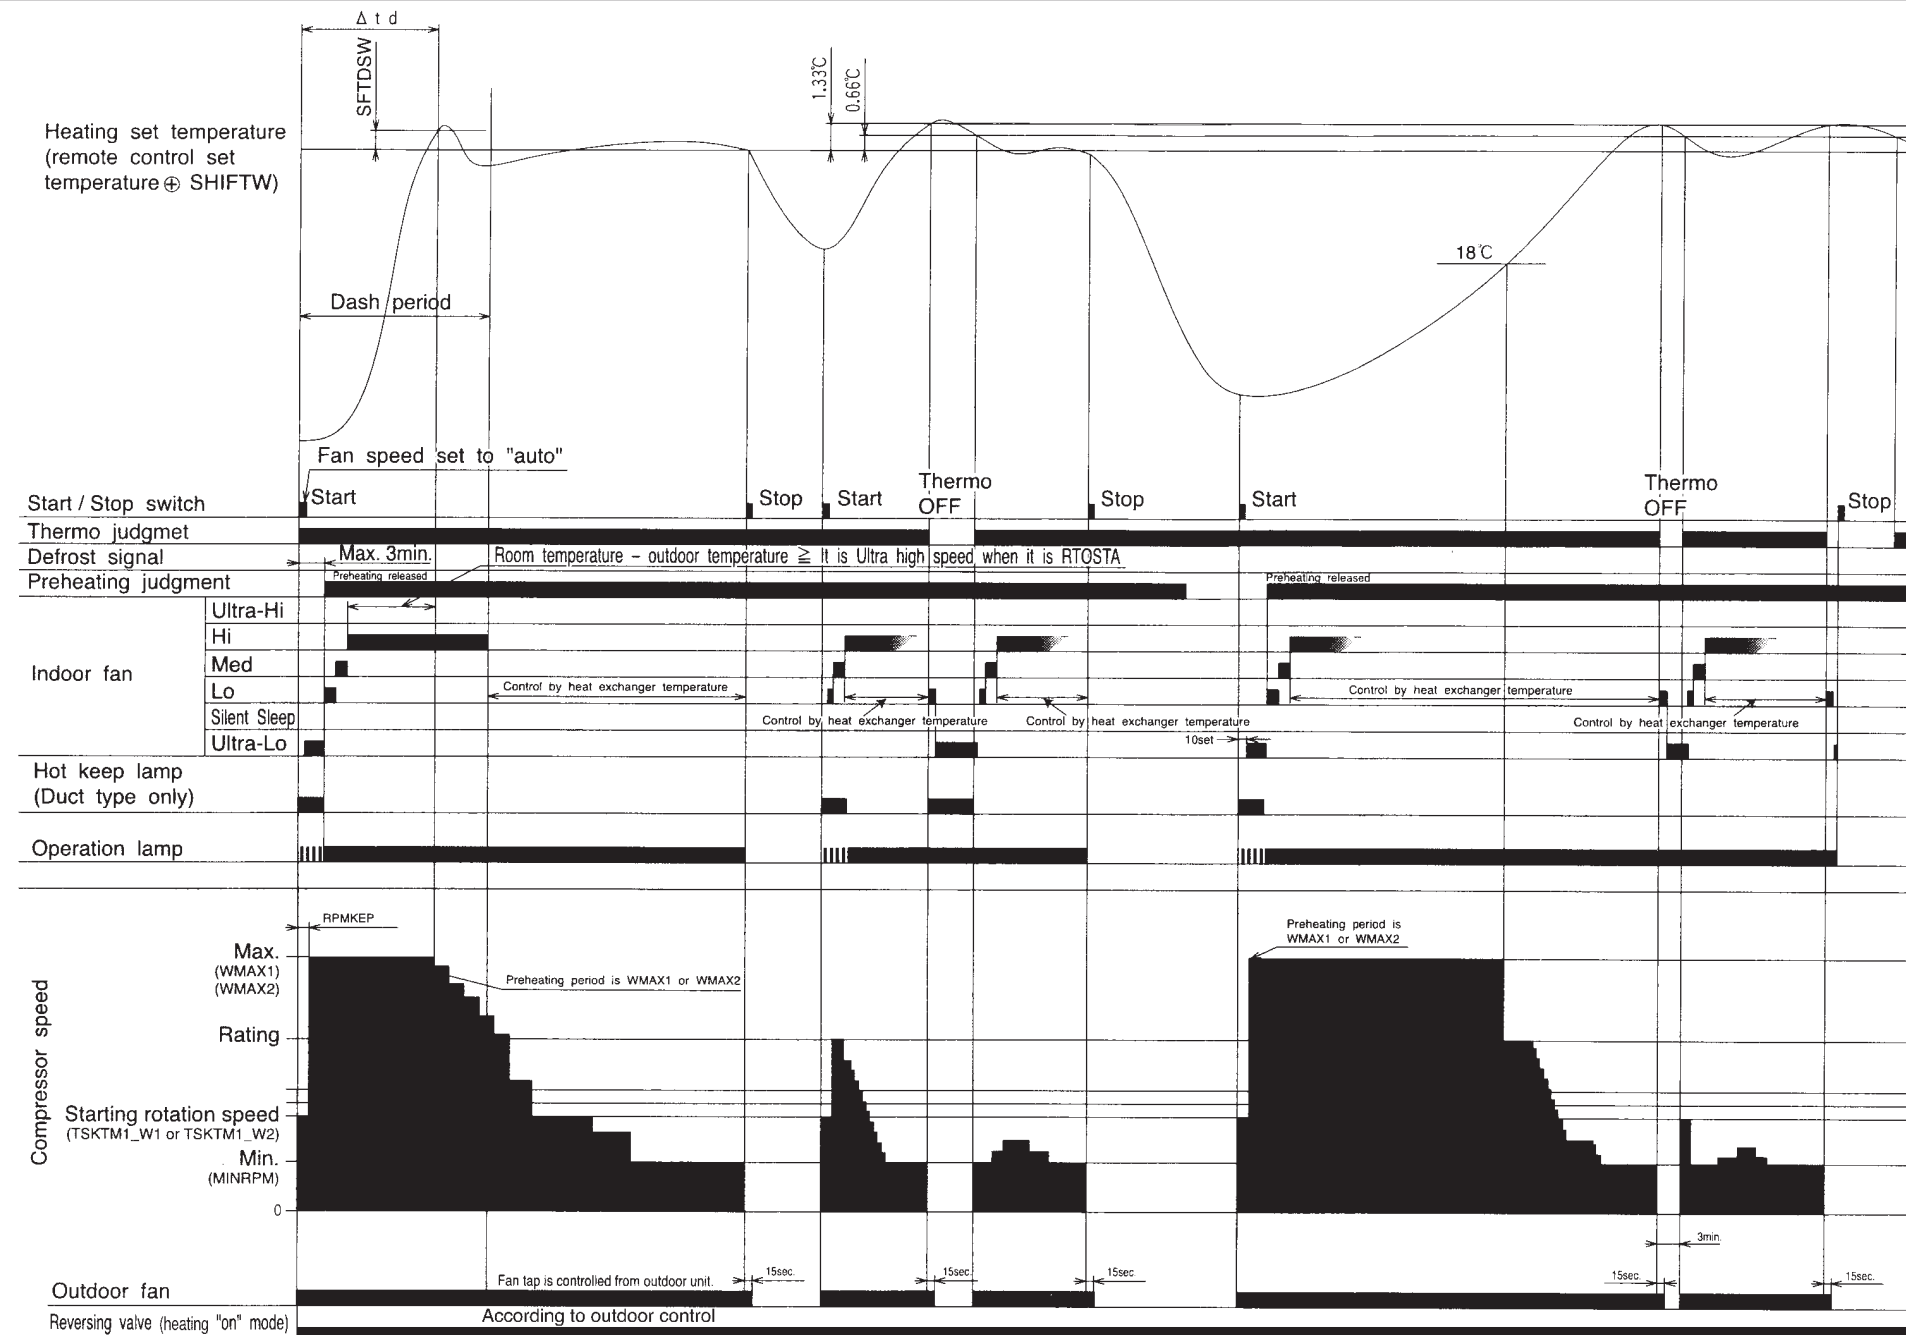 Δ t d
SFTDSW
1.33℃
0.66℃
Heating set temperature
(remote control set
temperature ⊕ SHIFTW)
18℃
Dash period
Fan speed set to "auto"
Start / Stop switch
Start
Stop
Start
Thermo
OFF
Stop
Start
Thermo
OFF
Stop
Thermo judgmet
Defrost signal
Max. 3min.
Room temperature − outdoor temperature ≧ It is Ultra high speed when it is RTOSTA
Preheating judgment
Preheating released
Preheating released
Indoor fan
Ultra-Hi
Hi
Med
Lo
Control by heat exchanger temperature
Control by heat exchanger temperature
Silent Sleep
Control by heat exchanger temperature
Control by heat exchanger temperature
Control by heat exchanger temperature
Ultra-Lo
10set
Hot keep lamp
(Duct type only)
Operation lamp
RPMKEP
Preheating period is
WMAX1 or WMAX2
Compressor speed
Max.
(WMAX1)
(WMAX2)
Preheating period is WMAX1 or WMAX2
Rating
Starting rotation speed
(TSKTM1_W1 or TSKTM1_W2)
Min.
(MINRPM)
0
3min.
15sec.
15sec.
15sec.
15sec.
15sec.
Fan tap is controlled from outdoor unit.
Outdoor fan
According to outdoor control
Reversing valve (heating "on" mode)